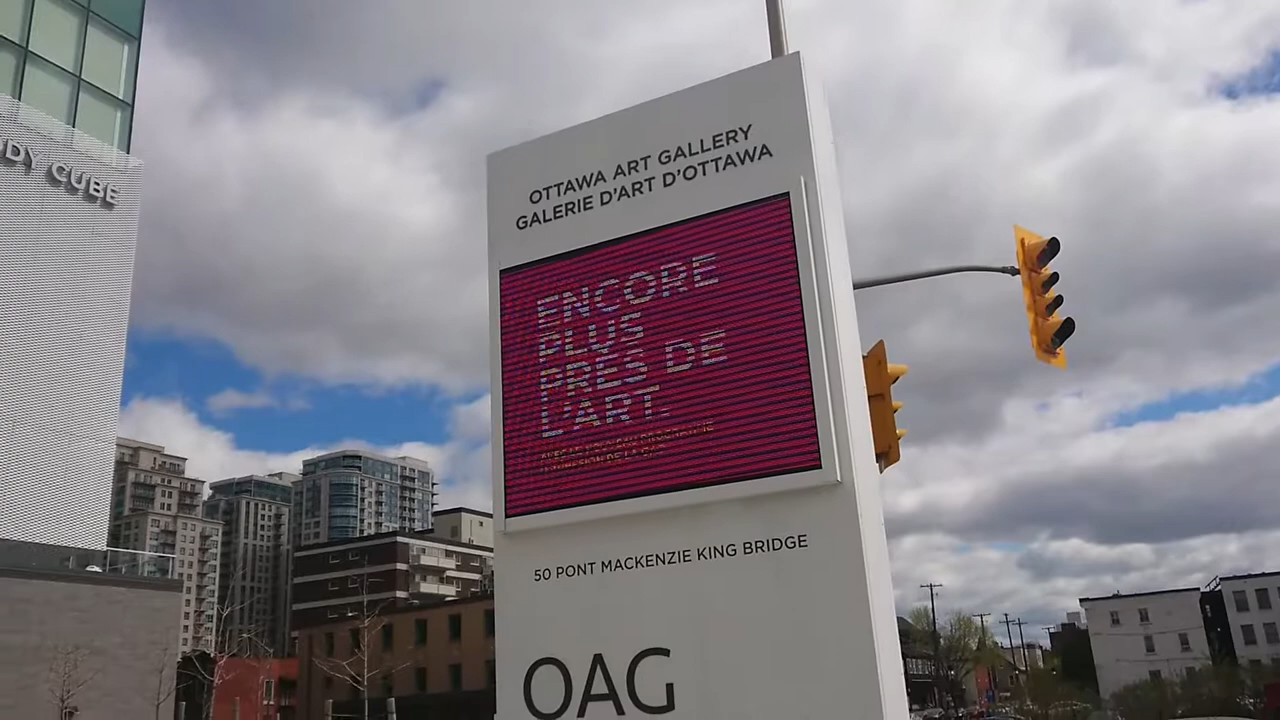 DY CUBE
OTTAWA ART GALLERY
GALERIE D'ART D'OTTAWA
ENCORE
PLUS
PRÈS DE
L'ART.
50 PONT MACKENZIE KING BRIDGE
OAG